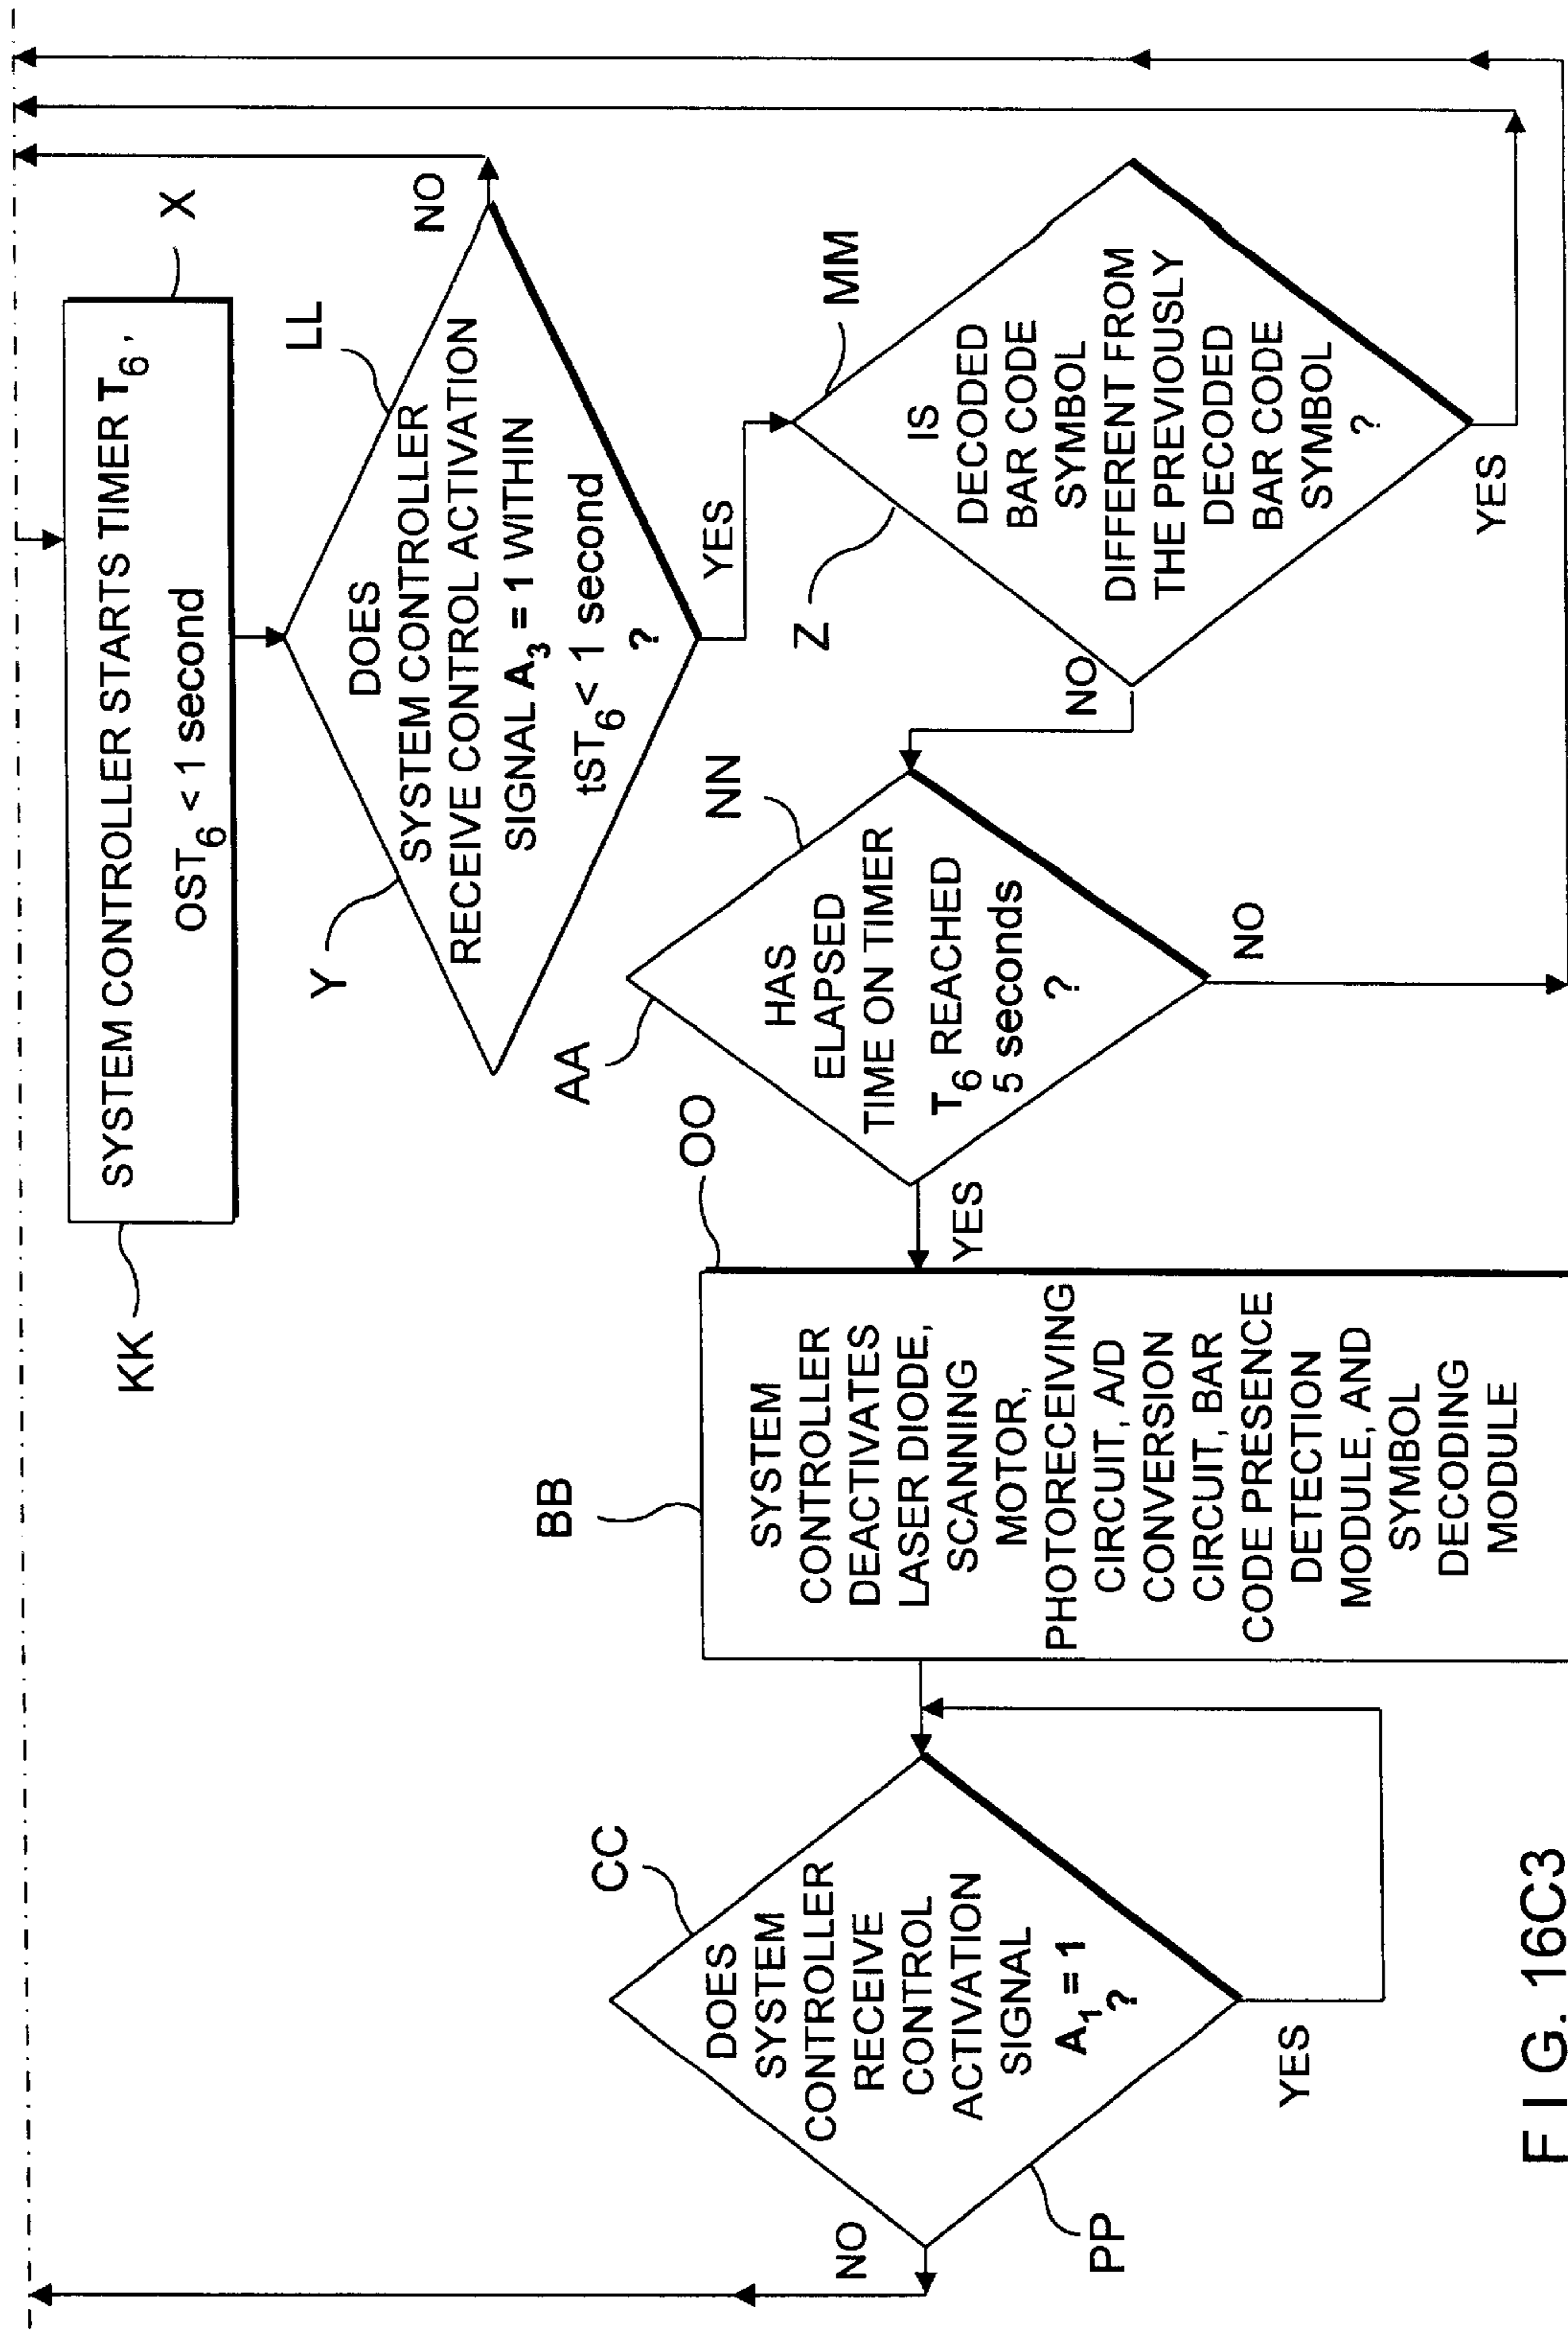 KK
X
SYSTEM CONTROLLER STARTS TIMER T6,
OST6 < 1 second
Y
LL
DOES
SYSTEM CONTROLLER
RECEIVE CONTROL ACTIVATION
SIGNAL A3 = 1 WITHIN
tST6 < 1 second
?
NO
YES
Z
MM
IS
DECODED
BAR CODE
SYMBOL
DIFFERENT FROM
THE PREVIOUSLY
DECODED
BAR CODE
SYMBOL
?
NO
YES
AA
NN
HAS
ELAPSED
TIME ON TIMER
T6 REACHED
5 seconds
?
YES
NO
BB
OO
SYSTEM
CONTROLLER
DEACTIVATES
LASER DIODE,
SCANNING
MOTOR,
PHOTORECEIVING
CIRCUIT, A/D
CONVERSION
CIRCUIT, BAR
CODE PRESENCE
DETECTION
MODULE, AND
SYMBOL
DECODING
MODULE
CC
DOES
SYSTEM
CONTROLLER
RECEIVE
CONTROL
ACTIVATION
SIGNAL
A1 = 1
?
NO
PP
YES
FIG. 16C3